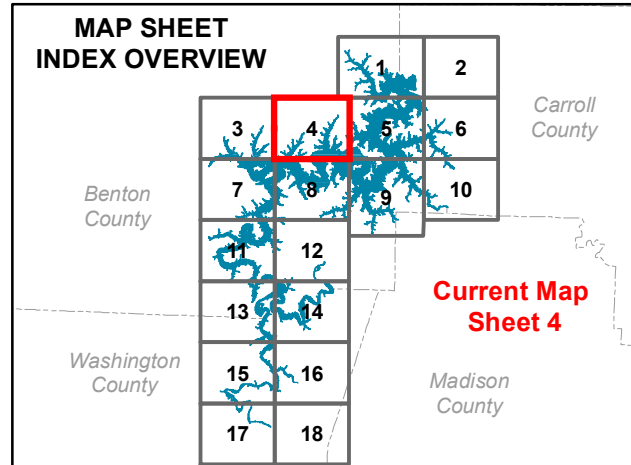 MAP SHEET
INDEX OVERVIEW
1
2
Carroll
County
3
4
5
6
Benton
County
7
8
9
10
11
12
Current Map
Sheet 4
13
14
Washington
County
15
16
Madison
County
17
18